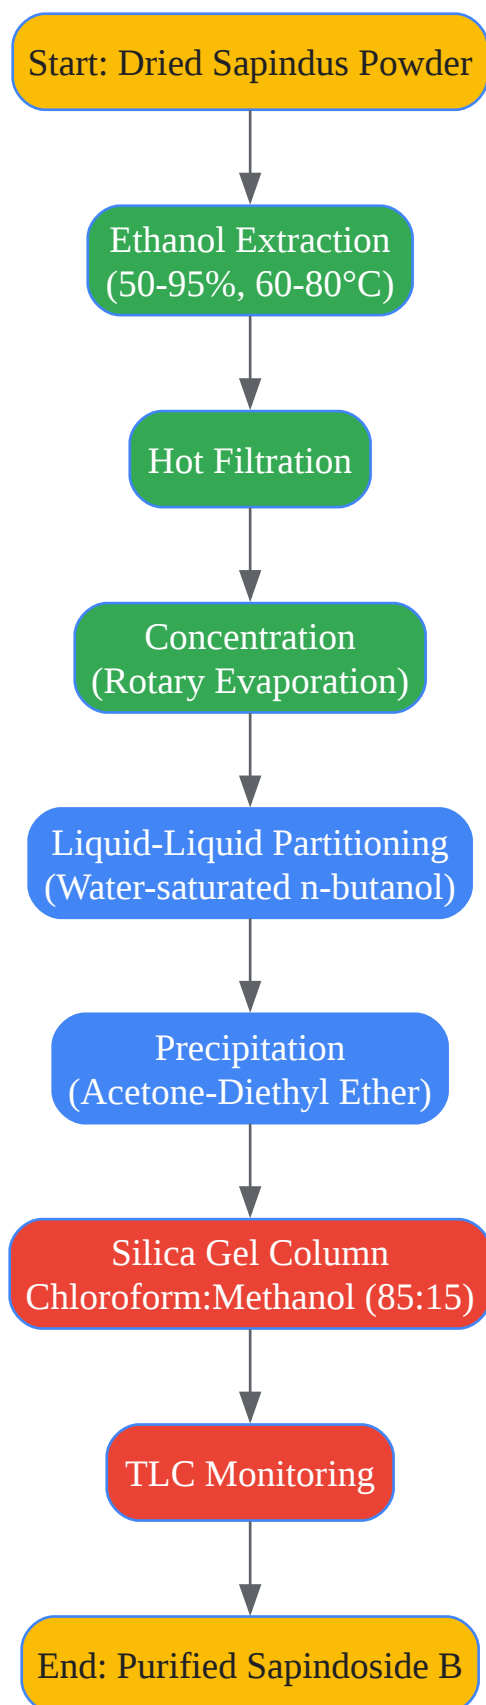 Start: Dried Sapindus Powder
Ethanol Extraction
(50-95%, 60-80°C)
Hot Filtration
Concentration
(Rotary Evaporation)
Liquid-Liquid Partitioning
(Water-saturated n-butanol)
Precipitation
(Acetone-Diethyl Ether)
Silica Gel Column
Chloroform:Methanol (85:15)
TLC Monitoring
End: Purified Sapindoside B